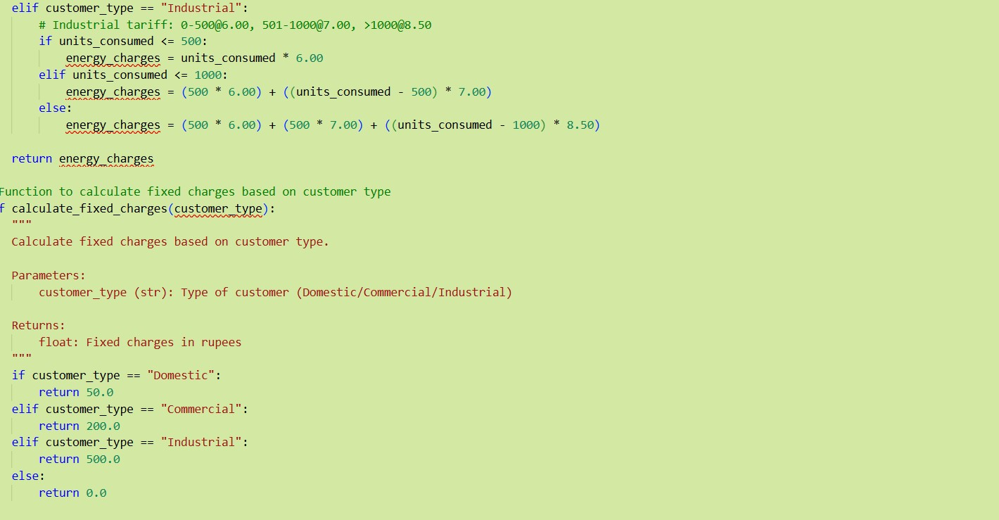 elif customer_type == "Industrial":
# Industrial tariff: 0-500@6.00, 501-1000@7.00, >1000@8.50
if units_consumed <= 500:
energy_charges = units_consumed * 6.00
elif units_consumed <= 1000:
energy_charges = (500 * 6.00) + ((units_consumed - 500) * 7.00)
else:
energy_charges = (500 * 6.00) + (500 * 7.00) + ((units_consumed - 1000) * 8.50)
return energy_charges
Function to calculate fixed charges based on customer type
f calculate_fixed_charges(customer_type):
"""
Calculate fixed charges based on customer type.
Parameters:
customer_type (str): Type of customer (Domestic/Commercial/Industrial)
Returns:
float: Fixed charges in rupees
"""
if customer_type == "Domestic":
return 50.0
elif customer_type == "Commercial":
return 200.0
elif customer_type == "Industrial":
return 500.0
else:
return 0.0